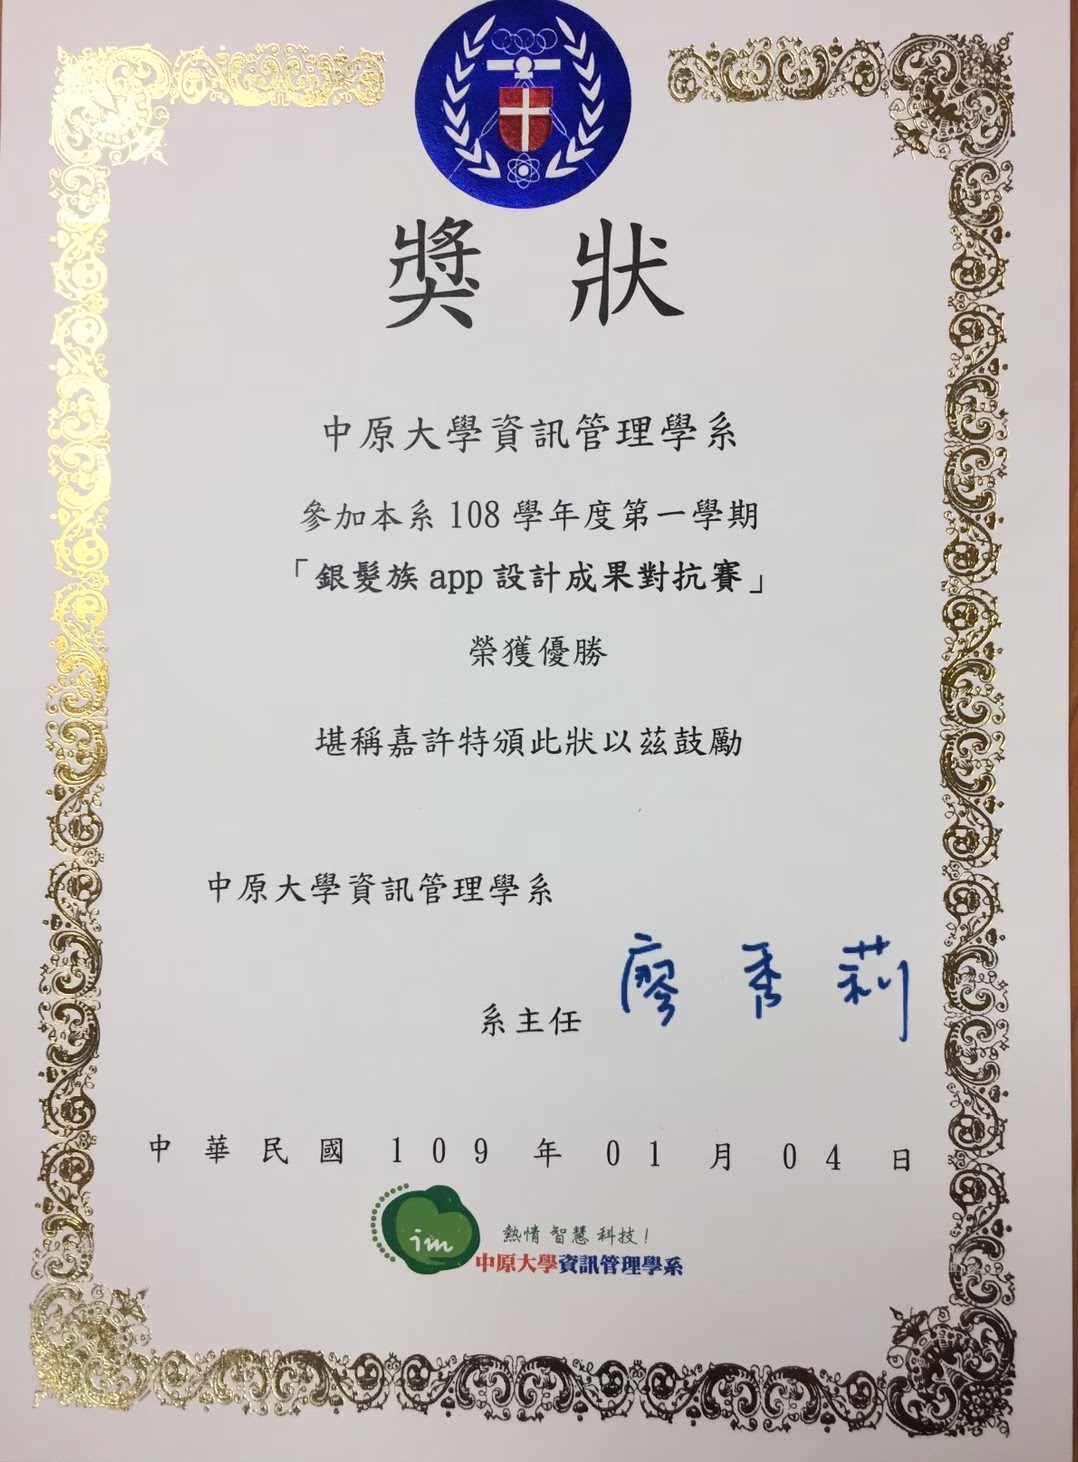 獎狀
中原大學資訊管理學系
參加本系 108 學年度第一學期
「銀髮族 app 設計成果對抗賽」
榮獲優勝
堪稱嘉許特頒此狀以茲鼓勵
中原大學資訊管理學系
系主任 廖秀莉
中華民國 109 年 01 月 04 日
im
熱情 智慧 科技!
中原大學資訊管理學系